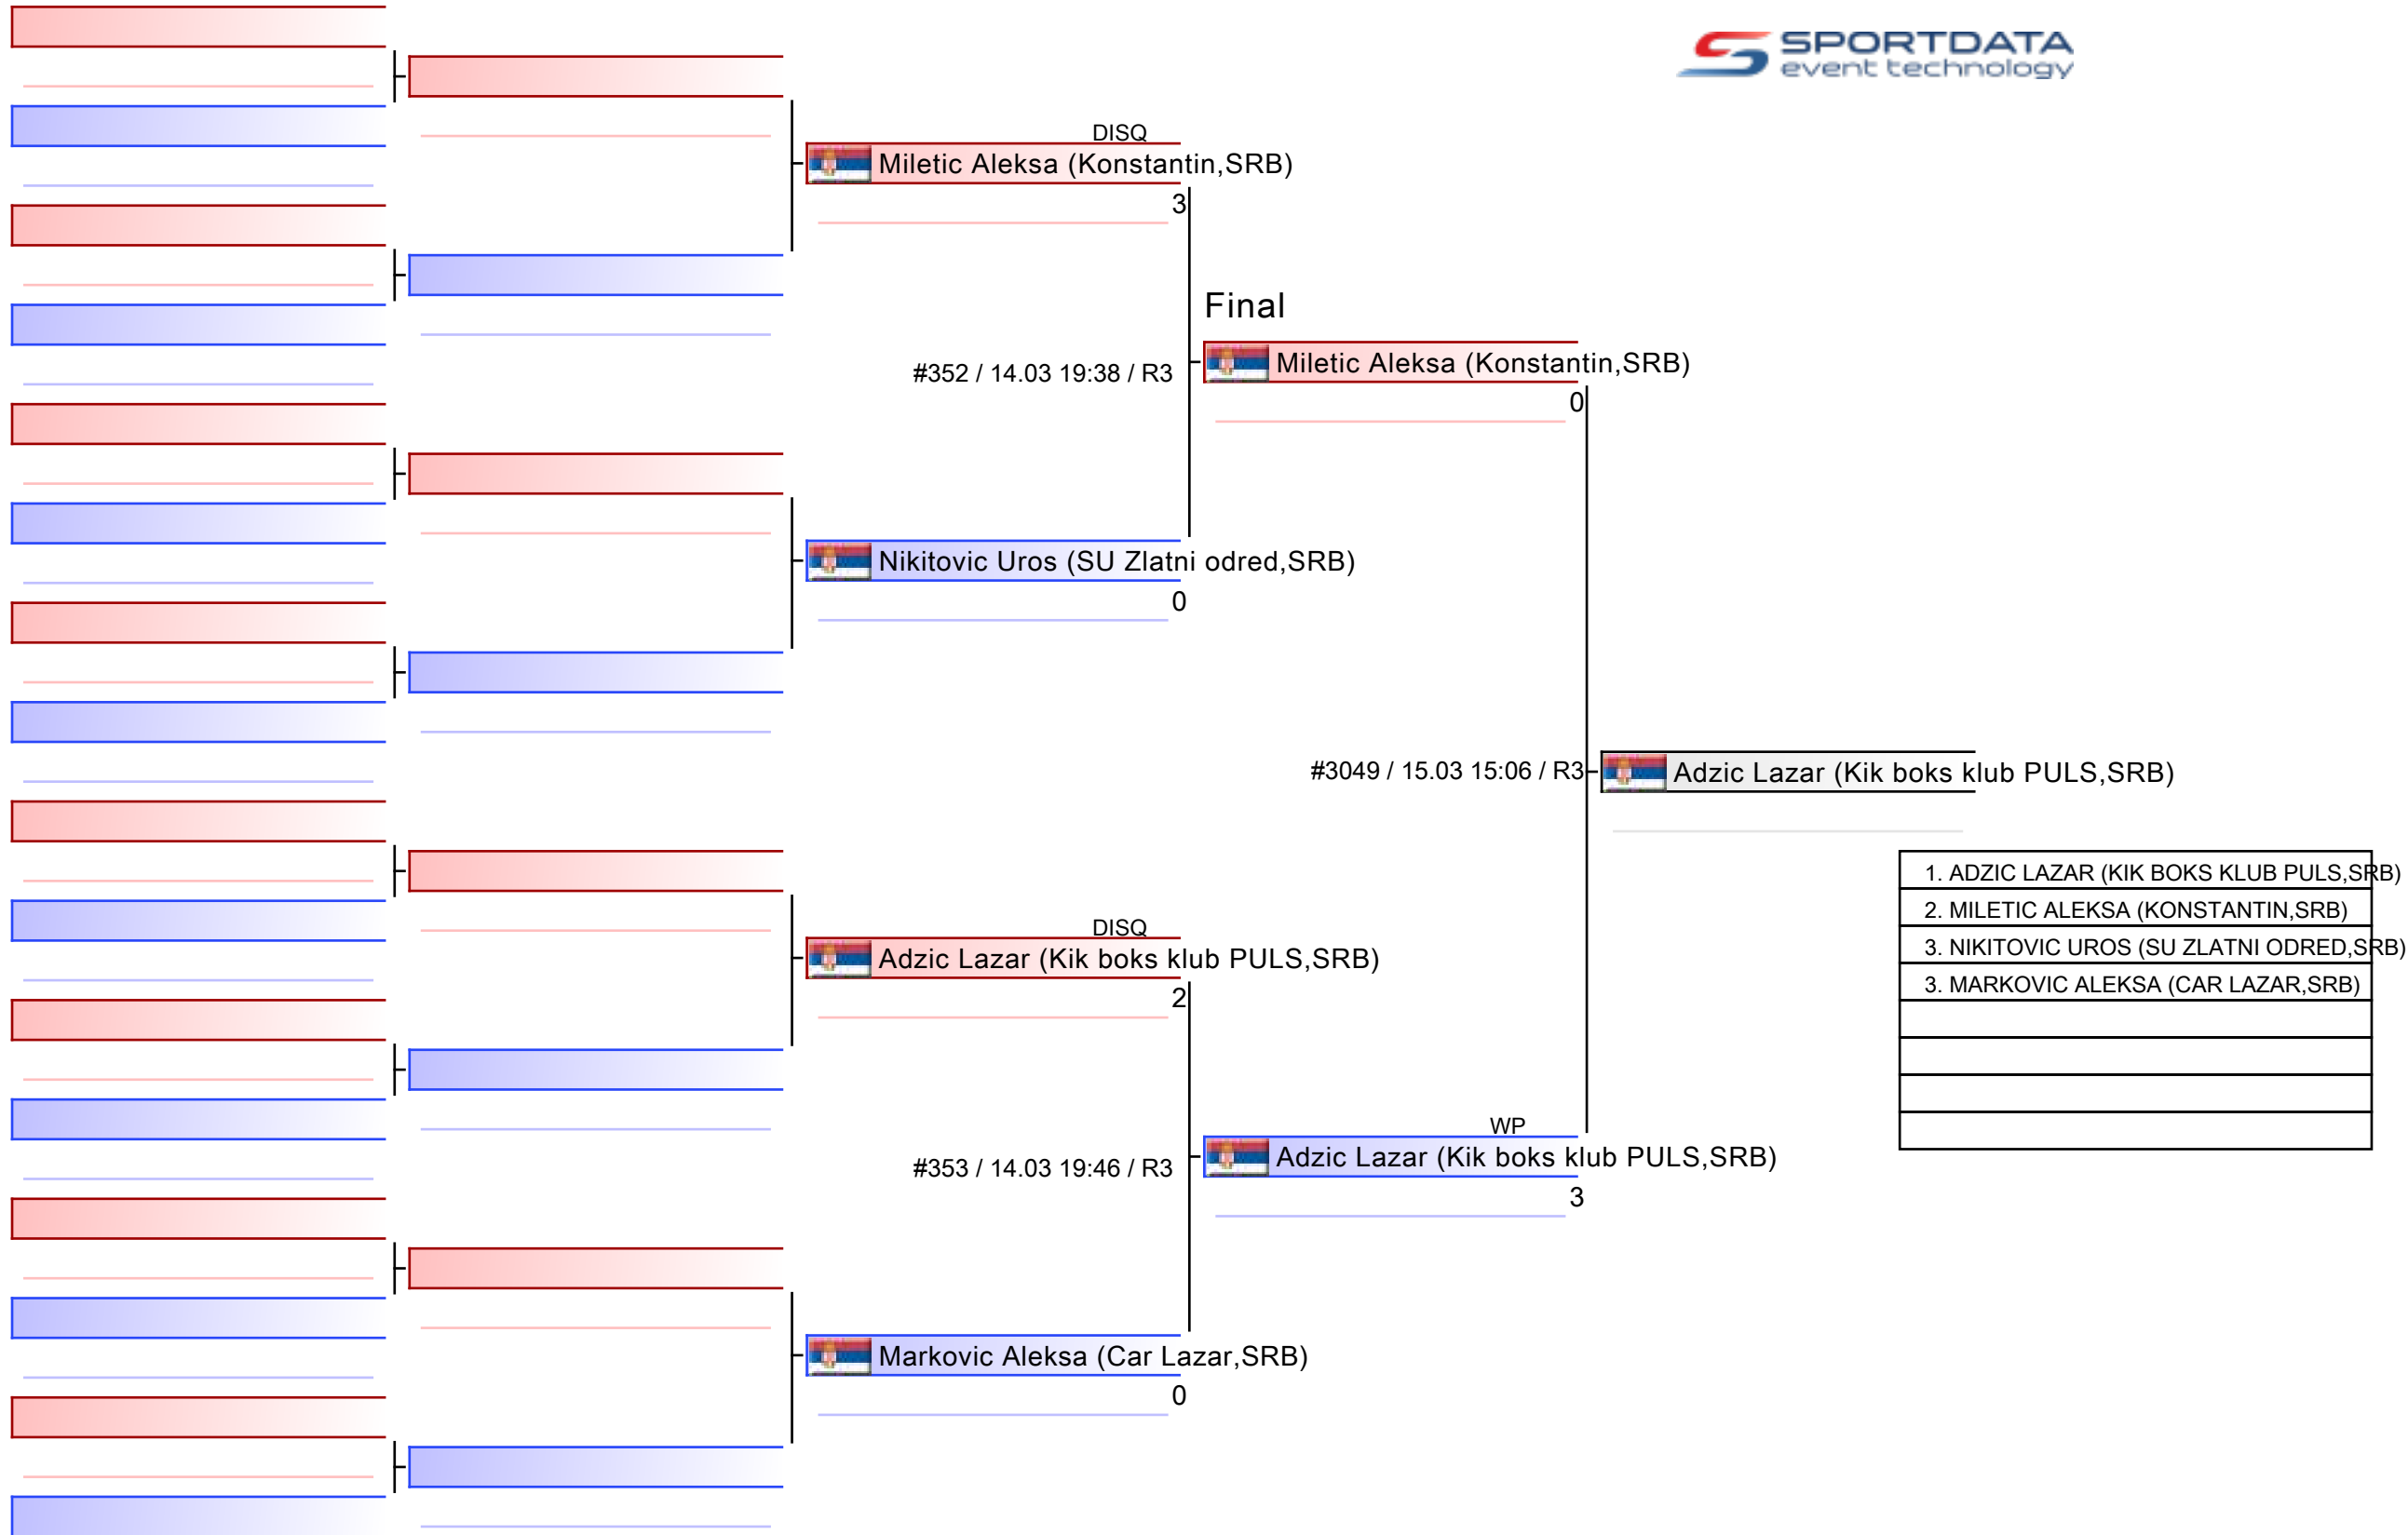 SPORTDATA
event technology
DISQ
Miletic Aleksa (Konstantin,SRB)
3
Final
#352 / 14.03 19:38 / R3
Miletic Aleksa (Konstantin,SRB)
0
Nikitovic Uros (SU Zlatni odred,SRB)
0
#3049 / 15.03 15:06 / R3
Adzic Lazar (Kik boks klub PULS,SRB)
1. ADZIC LAZAR (KIK BOKS KLUB PULS,SRB)
2. MILETIC ALEKSA (KONSTANTIN,SRB)
3. NIKITOVIC UROS (SU ZLATNI ODRED,SRB)
3. MARKOVIC ALEKSA (CAR LAZAR,SRB)
DISQ
Adzic Lazar (Kik boks klub PULS,SRB)
2
WP
#353 / 14.03 19:46 / R3
Adzic Lazar (Kik boks klub PULS,SRB)
3
Markovic Aleksa (Car Lazar,SRB)
0